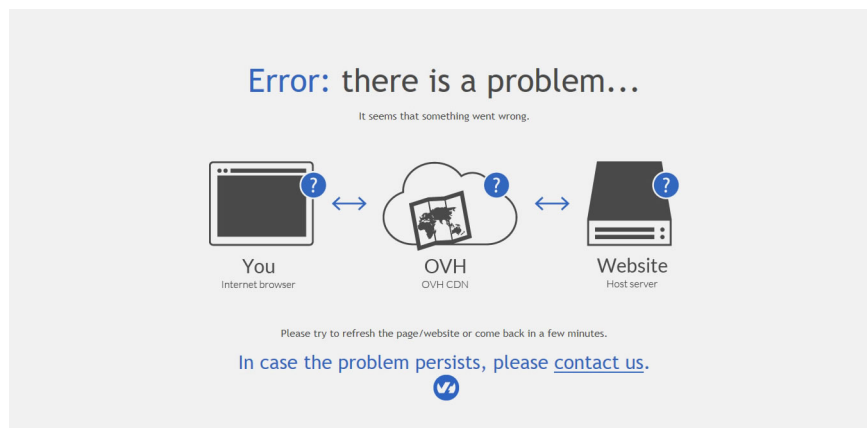 Error: there is a problem...
It seems that something went wrong.
? ? ?
You OVH Website
Internet browser OVH CDN Host server
Please try to refresh the page/website or come back in a few minutes.
In case the problem persists, please contact us.